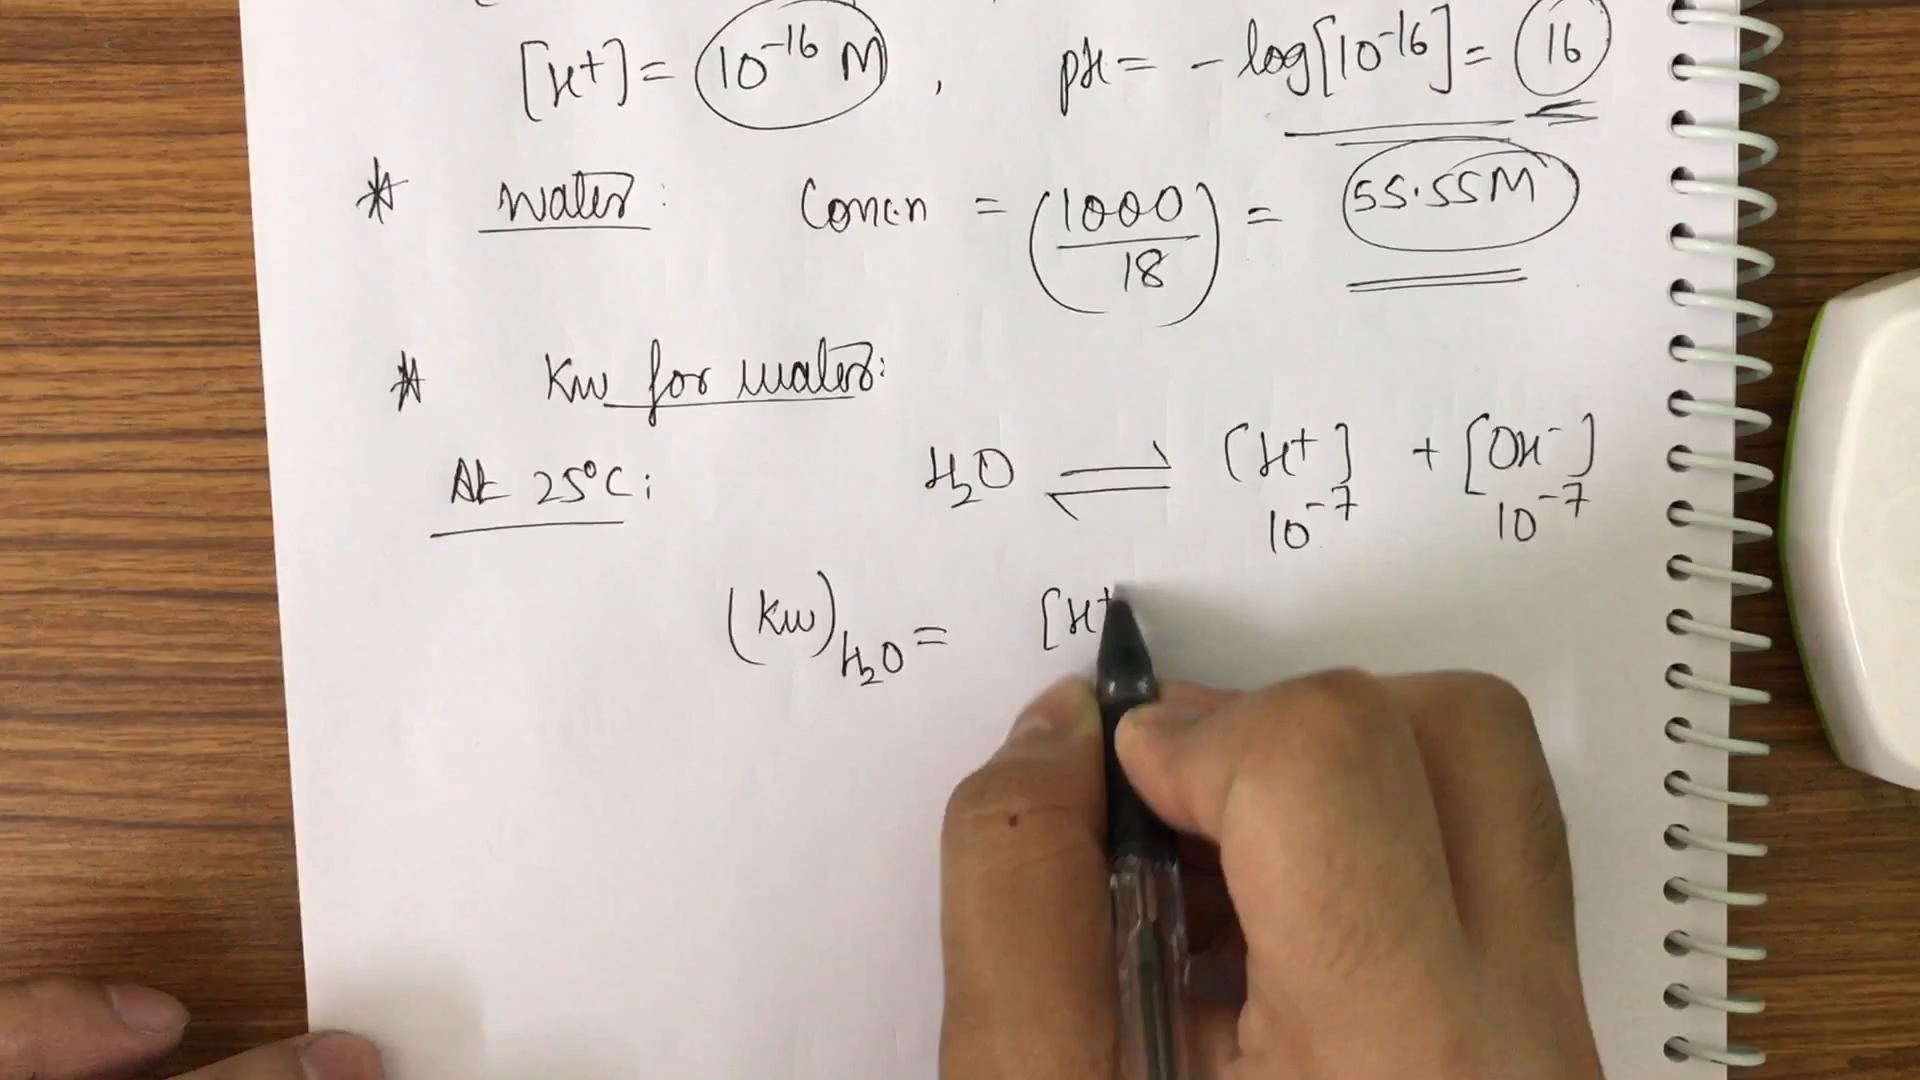 [H+] = 10⁻¹⁶ M , pH = - log[10⁻¹⁶] = 16
* water : Concn = (1000/18) = 55.55M
* Kw for water:
At 25°C : H₂O ⇌ [H+] + [OH⁻]
10⁻⁷ 10⁻⁷
(Kw)H₂O = [H+